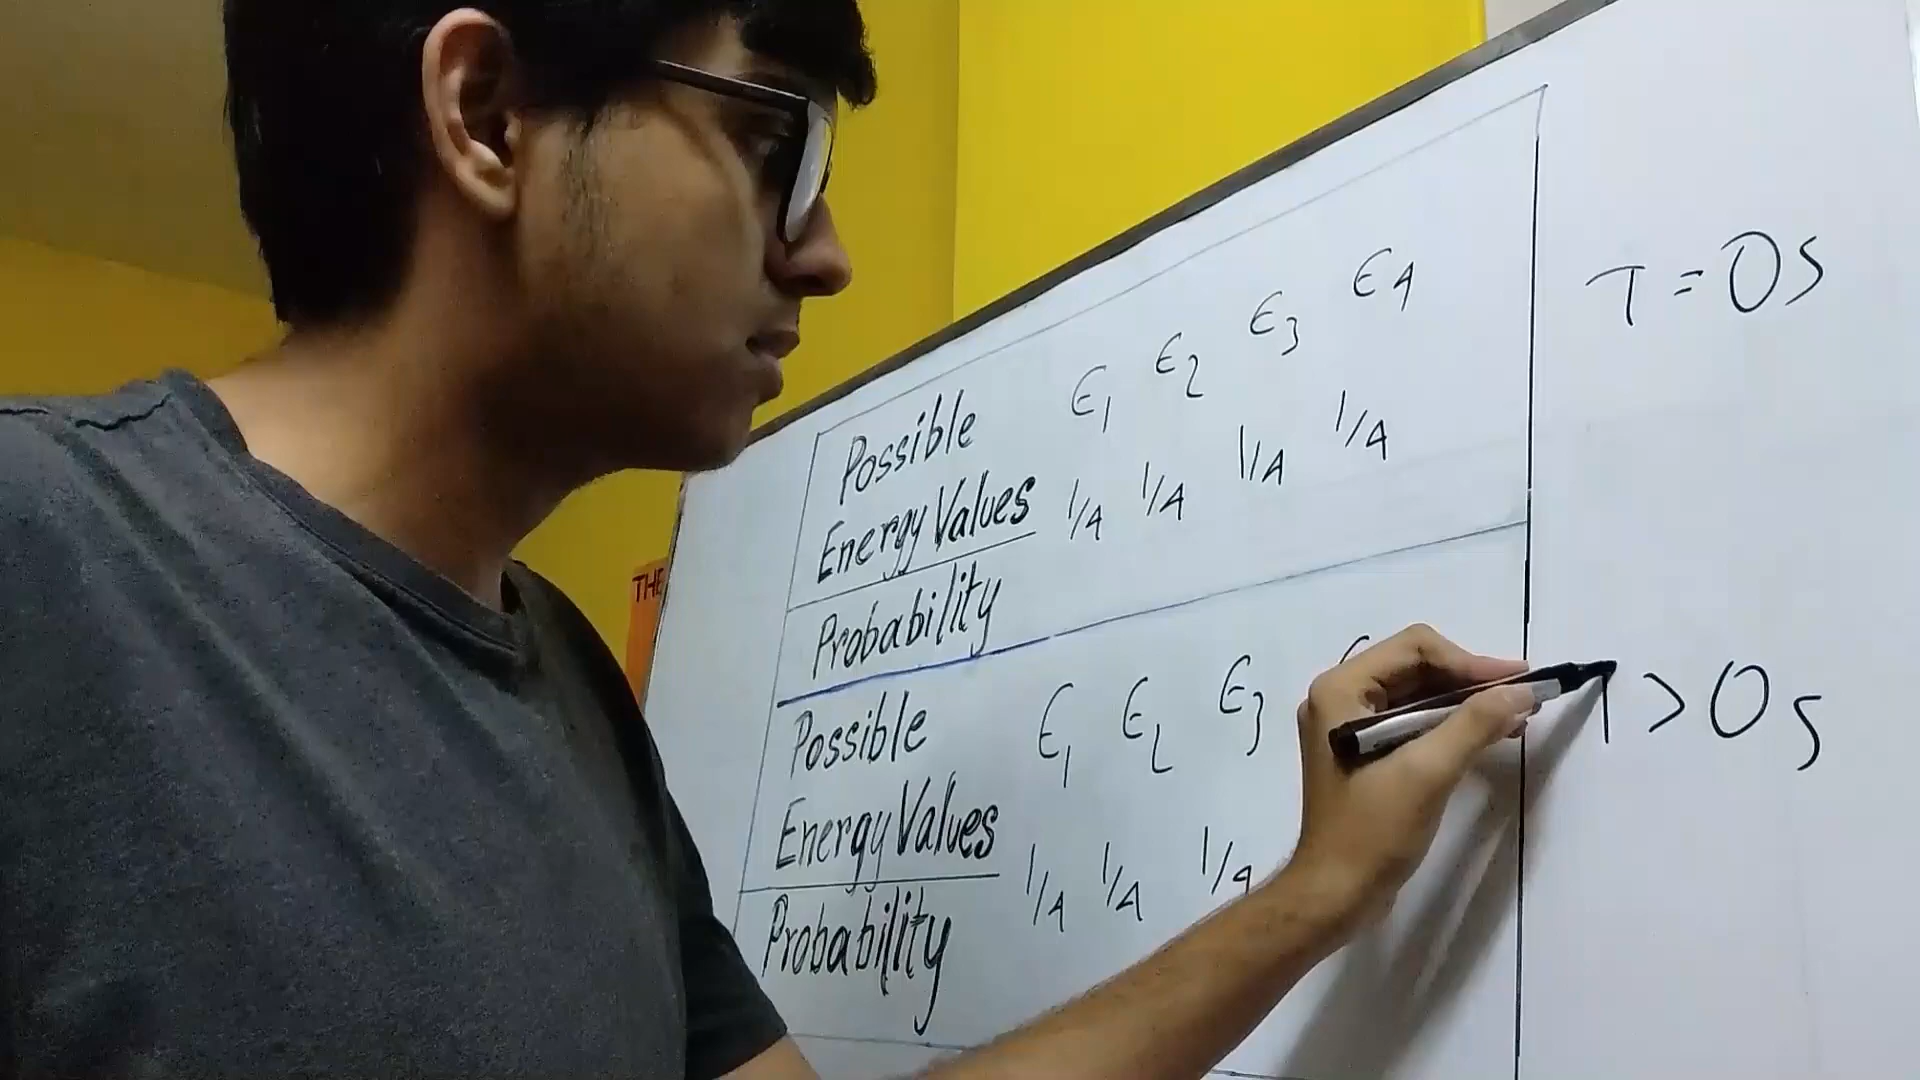 Possible
Energy Values
ϵ1 ϵ2 ϵ3 ϵ4
Probability
1/4 1/4 1/4 1/4
T = 0s
Possible
Energy Values
ϵ1 ϵ2 ϵ3
Probability
1/4 1/4 1/4
T > 0s
THE